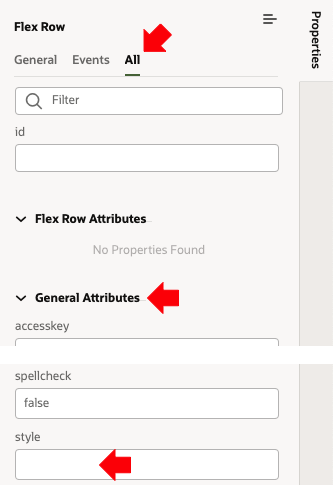 Flex Row
Properties
General Events All
Filter
id
Flex Row Attributes
No Properties Found
General Attributes
accesskey
spellcheck
false
style